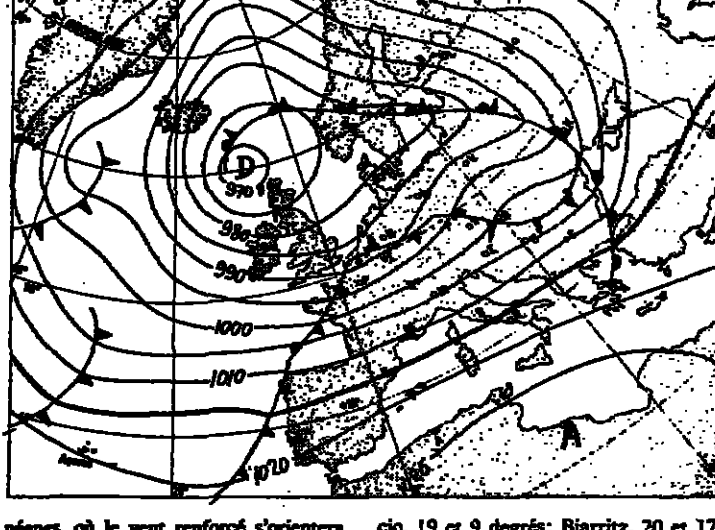 D
970
980
990
1000
1010
1020
A
où le vent renforcé s'orientera
cio, 19 et 9 degrés; Biarritz, 20 et 17